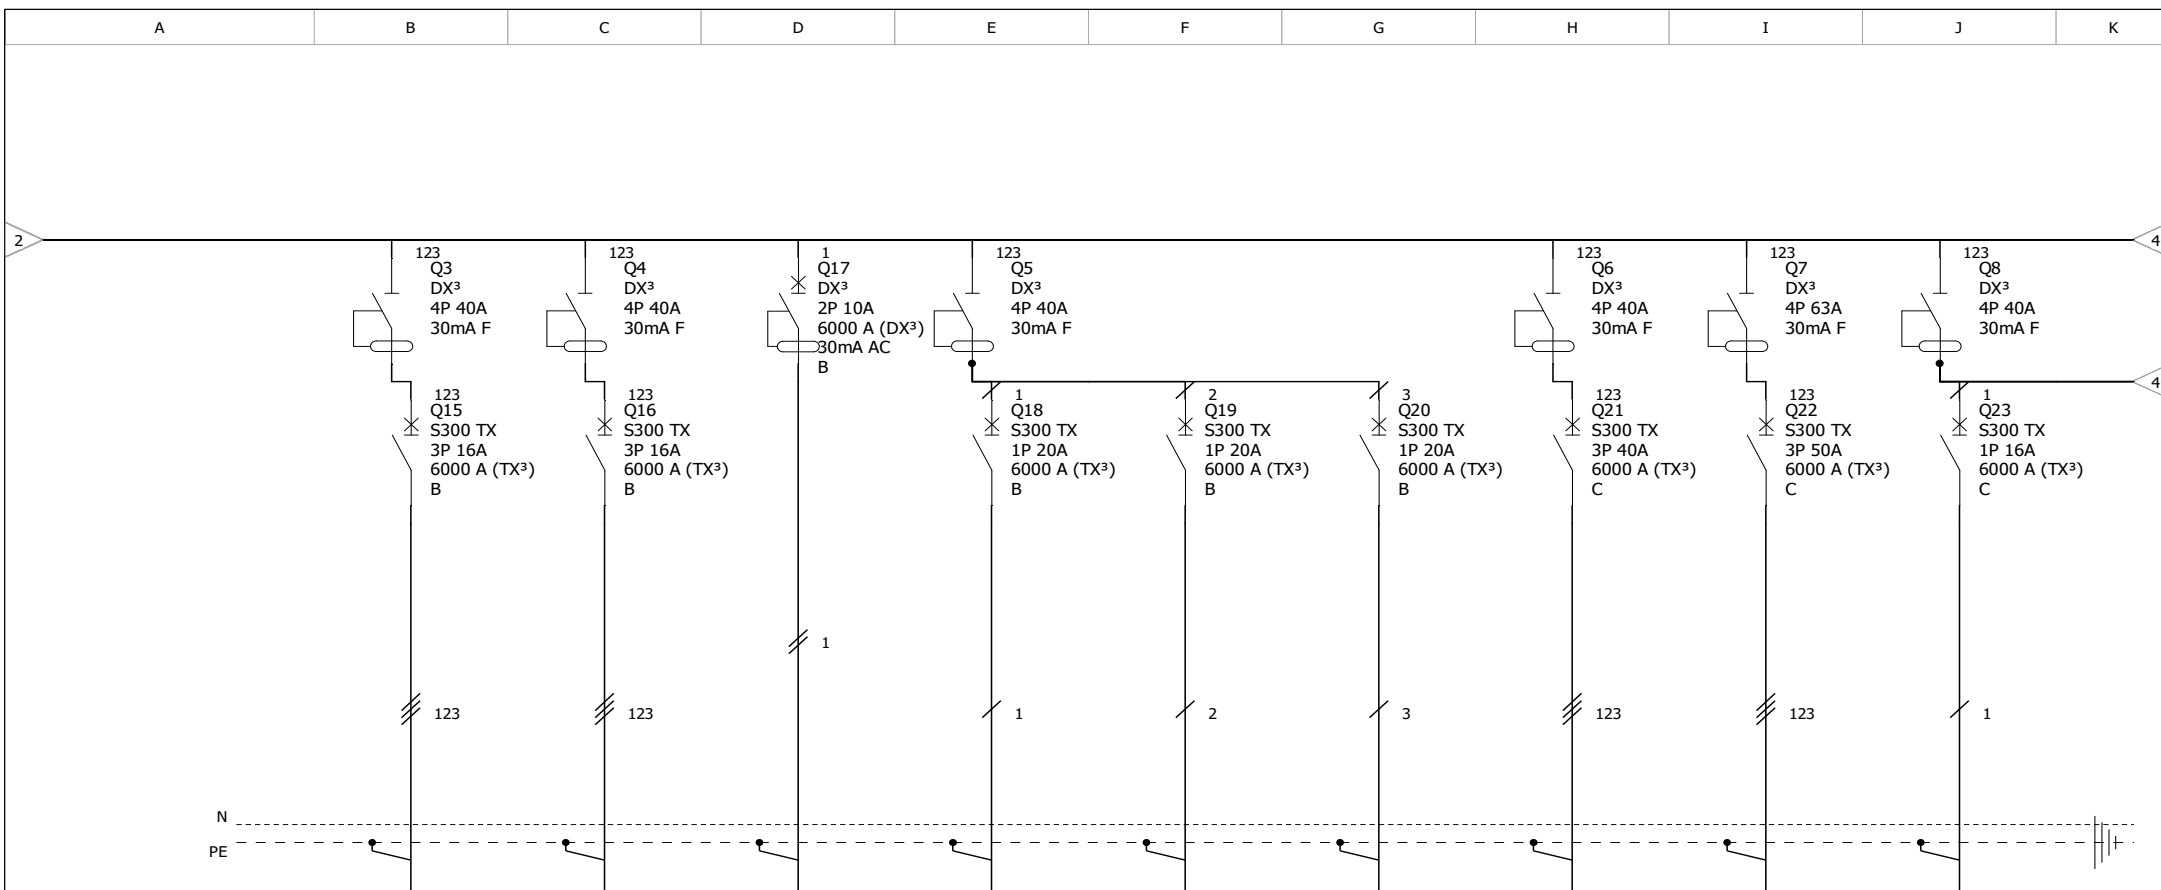 A B C D E F G H I J K
2
4
123
Q3
DX³
4P 40A
30mA F
123
Q4
DX³
4P 40A
30mA F
1
Q17
DX³
2P 10A
6000 A (DX³)
30mA AC
B
123
Q5
DX³
4P 40A
30mA F
123
Q6
DX³
4P 40A
30mA F
123
Q7
DX³
4P 63A
30mA F
123
Q8
DX³
4P 40A
30mA F
4
123
Q15
S300 TX
3P 16A
6000 A (TX³)
B
123
Q16
S300 TX
3P 16A
6000 A (TX³)
B
1
Q18
S300 TX
1P 20A
6000 A (TX³)
B
2
Q19
S300 TX
1P 20A
6000 A (TX³)
B
3
Q20
S300 TX
1P 20A
6000 A (TX³)
B
123
Q21
S300 TX
3P 40A
6000 A (TX³)
C
123
Q22
S300 TX
3P 50A
6000 A (TX³)
C
1
Q23
S300 TX
1P 16A
6000 A (TX³)
C
1
123 123 1 2 3 123 123 1
N
PE